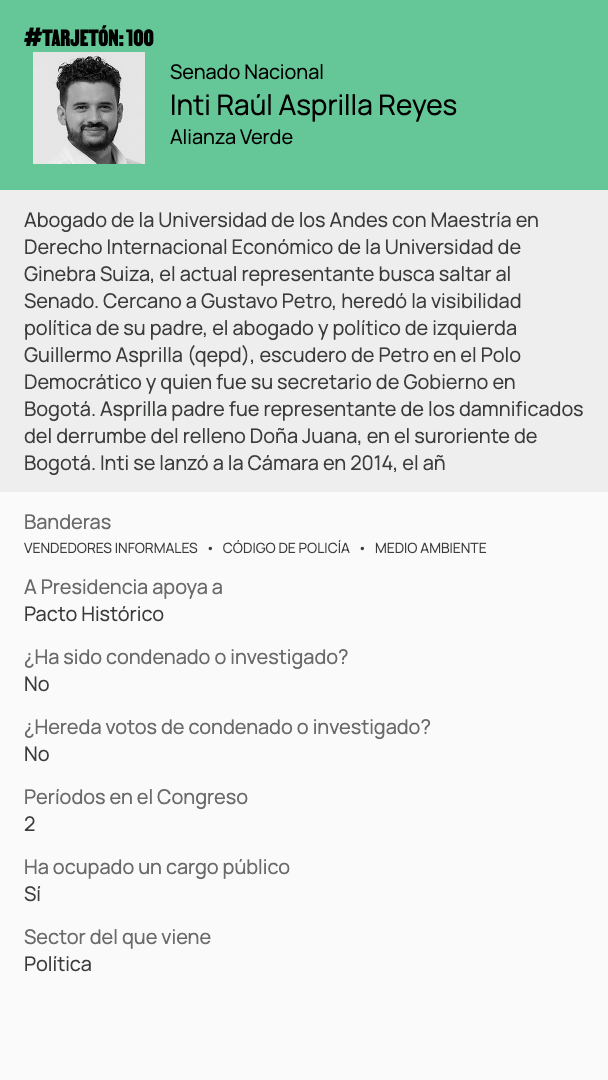 #TARJETÓN: 100
Senado Nacional
Inti Raúl Asprilla Reyes
Alianza Verde
Abogado de la Universidad de los Andes con Maestría en
Derecho Internacional Económico de la Universidad de
Ginebra Suiza, el actual representante busca saltar al
Senado. Cercano a Gustavo Petro, heredó la visibilidad
política de su padre, el abogado y político de izquierda
Guillermo Asprilla (qepd), escudero de Petro en el Polo
Democrático y quien fue su secretario de Gobierno en
Bogotá. Asprilla padre fue representante de los damnificados
del derrumbe del relleno Doña Juana, en el suroriente de
Bogotá. Inti se lanzó a la Cámara en 2014, el añ
Banderas
VENDEDORES INFORMALES • CÓDIGO DE POLICÍA • MEDIO AMBIENTE
A Presidencia apoya a
Pacto Histórico
¿Ha sido condenado o investigado?
No
¿Hereda votos de condenado o investigado?
No
Períodos en el Congreso
2
Ha ocupado un cargo público
Sí
Sector del que viene
Política